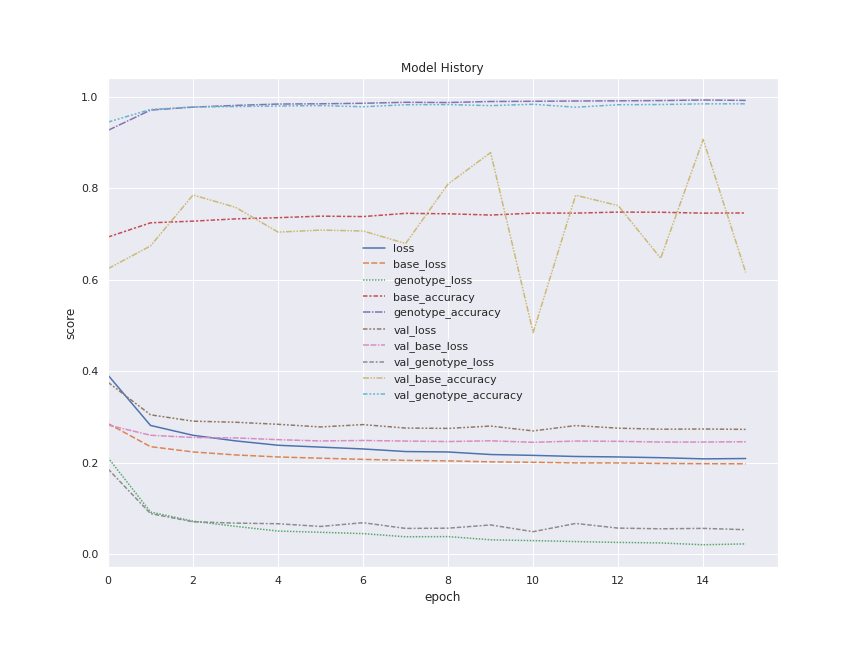 Model History
1.0
0.8
0.6
0.4
0.2
0.0
score
loss
base_loss
genotype_loss
base_accuracy
genotype_accuracy
val_loss
val_base_loss
val_genotype_loss
val_base_accuracy
val_genotype_accuracy
0 2 4 6 8 10 12 14
epoch